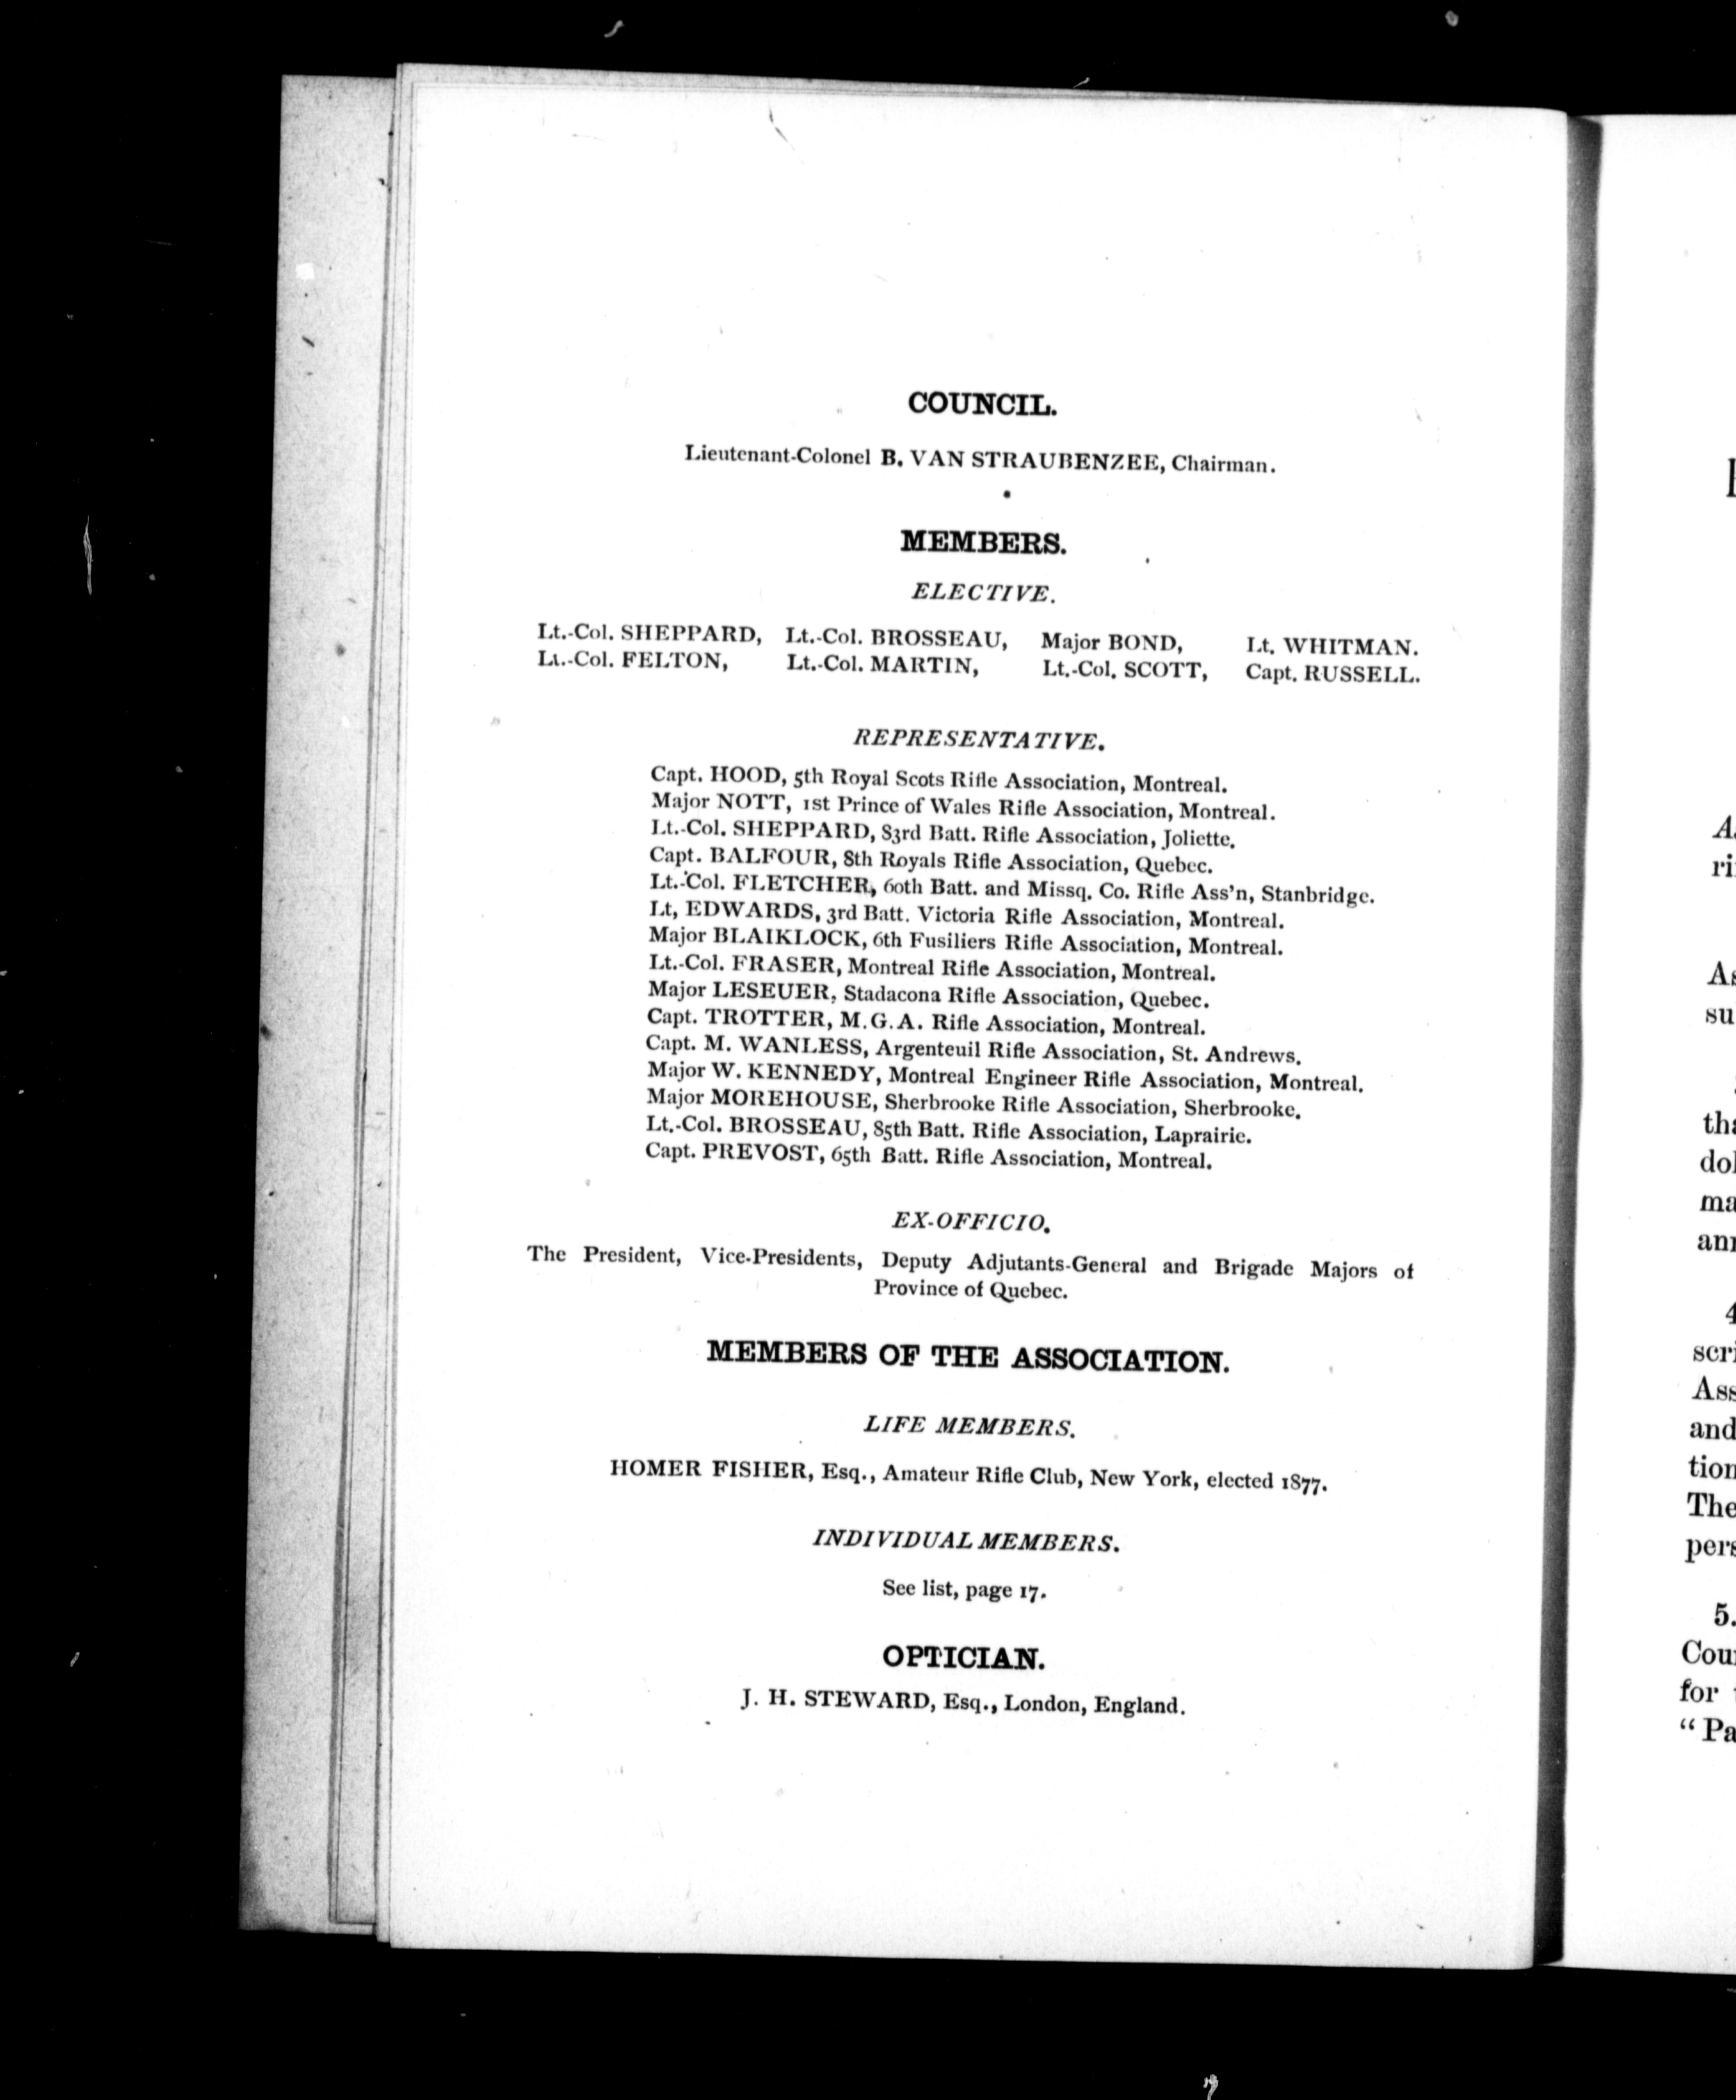 COUNCIL.
Lieutenant-Colonel B. VAN STRAUBENZEE, Chairman.
MEMBERS.
ELECTIVE.
Lt.-Col. SHEPPARD, Lt.-Col. BROSSEAU, Major BOND, Lt. WHITMAN.
Lt.-Col. FELTON, Lt.-Col. MARTIN, Lt.-Col. SCOTT, Capt. RUSSELL.
REPRESENTATIVE.
Capt. HOOD, 5th Royal Scots Rifle Association, Montreal.
Major NOTT, 1st Prince of Wales Rifle Association, Montreal.
Lt.-Col. SHEPPARD, 83rd Batt. Rifle Association, Joliette.
Capt. BALFOUR, 8th Royals Rifle Association, Quebec.
Lt.-Col. FLETCHER, 60th Batt. and Missq. Co. Rifle Ass'n, Stanbridge.
Lt, EDWARDS, 3rd Batt. Victoria Rifle Association, Montreal.
Major BLAIKLOCK, 6th Fusiliers Rifle Association, Montreal.
Lt.-Col. FRASER, Montreal Rifle Association, Montreal.
Major LESEUER, Stadacona Rifle Association, Quebec.
Capt. TROTTER, M.G.A. Rifle Association, Montreal.
Capt. M. WANLESS, Argenteuil Rifle Association, St. Andrews.
Major W. KENNEDY, Montreal Engineer Rifle Association, Montreal.
Major MOREHOUSE, Sherbrooke Rifle Association, Sherbrooke.
Lt.-Col. BROSSEAU, 85th Batt. Rifle Association, Laprairie.
Capt. PREVOST, 65th Batt. Rifle Association, Montreal.
EX-OFFICIO.
The President, Vice-Presidents, Deputy Adjutants-General and Brigade Majors of
Province of Quebec.
MEMBERS OF THE ASSOCIATION.
LIFE MEMBERS.
HOMER FISHER, Esq., Amateur Rifle Club, New York, elected 1877.
INDIVIDUAL MEMBERS.
See list, page 17.
OPTICIAN.
J. H. STEWARD, Esq., London, England.
4
and
The
5.
for